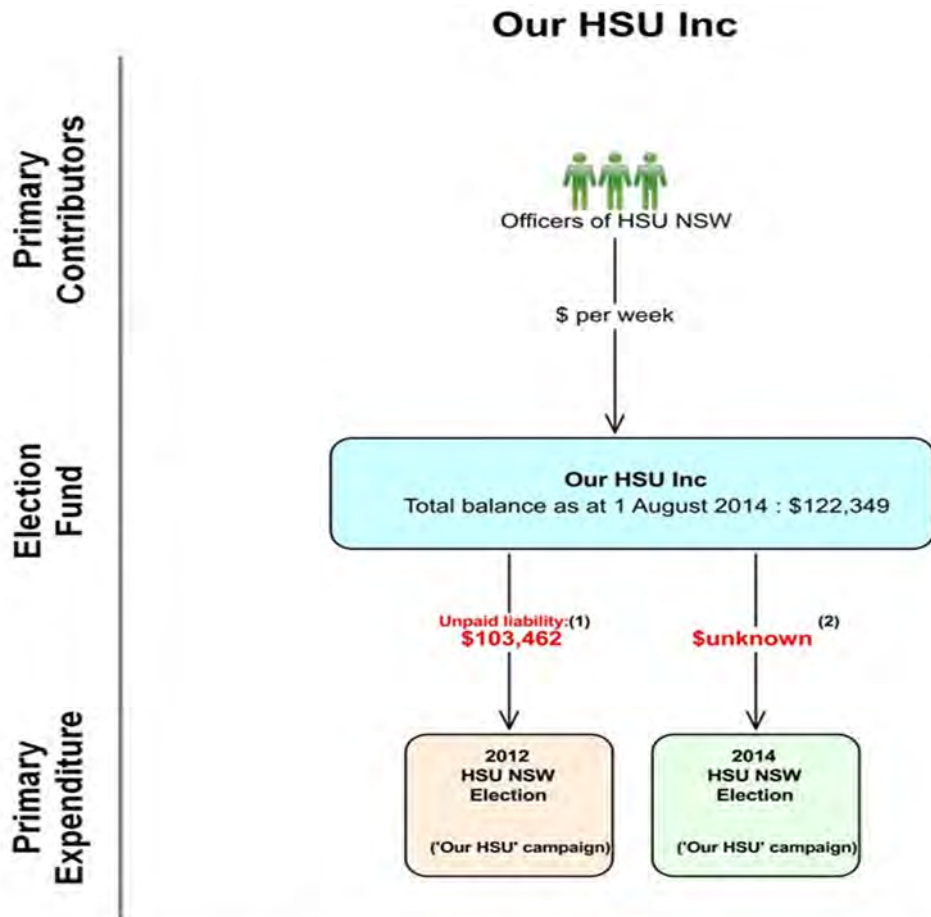 Our HSU Inc
Primary
Contributors
Officers of HSU NSW
$ per week
Election
Fund
Our HSU Inc
Total balance as at 1 August 2014 : $122,349
Unpaid liability:(1)
$103,462
$unknown (2)
Primary
Expenditure
2012
HSU NSW
Election
('Our HSU' campaign)
2014
HSU NSW
Election
('Our HSU' campaign)